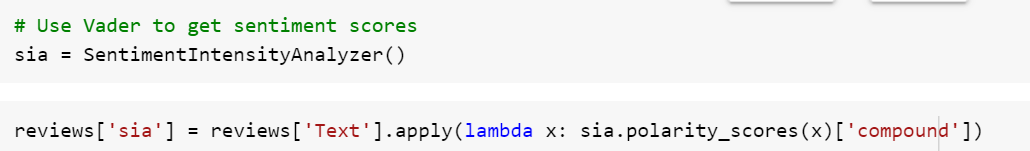 # Use Vader to get sentiment scores
sia = SentimentIntensityAnalyzer()
reviews['sia'] = reviews['Text'].apply(lambda x: sia.polarity_scores(x)['compound'])